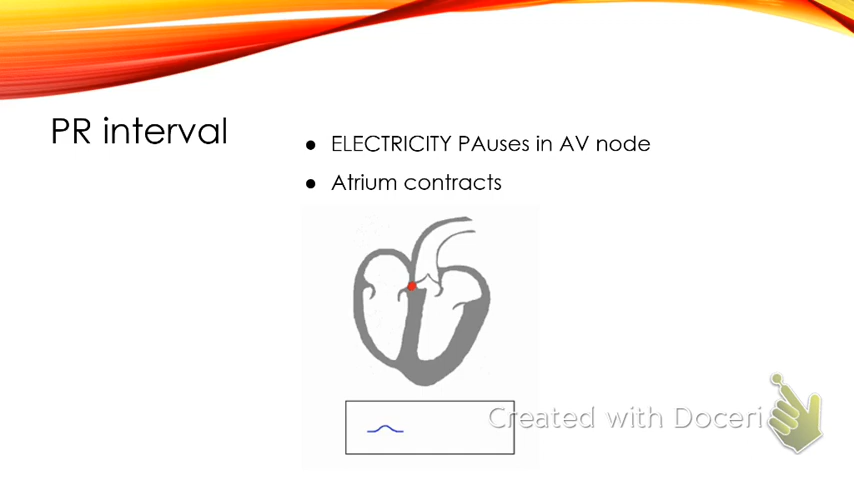 PR interval
ELECTRICITY PAuses in AV node
Atrium contracts
Created with Doceri